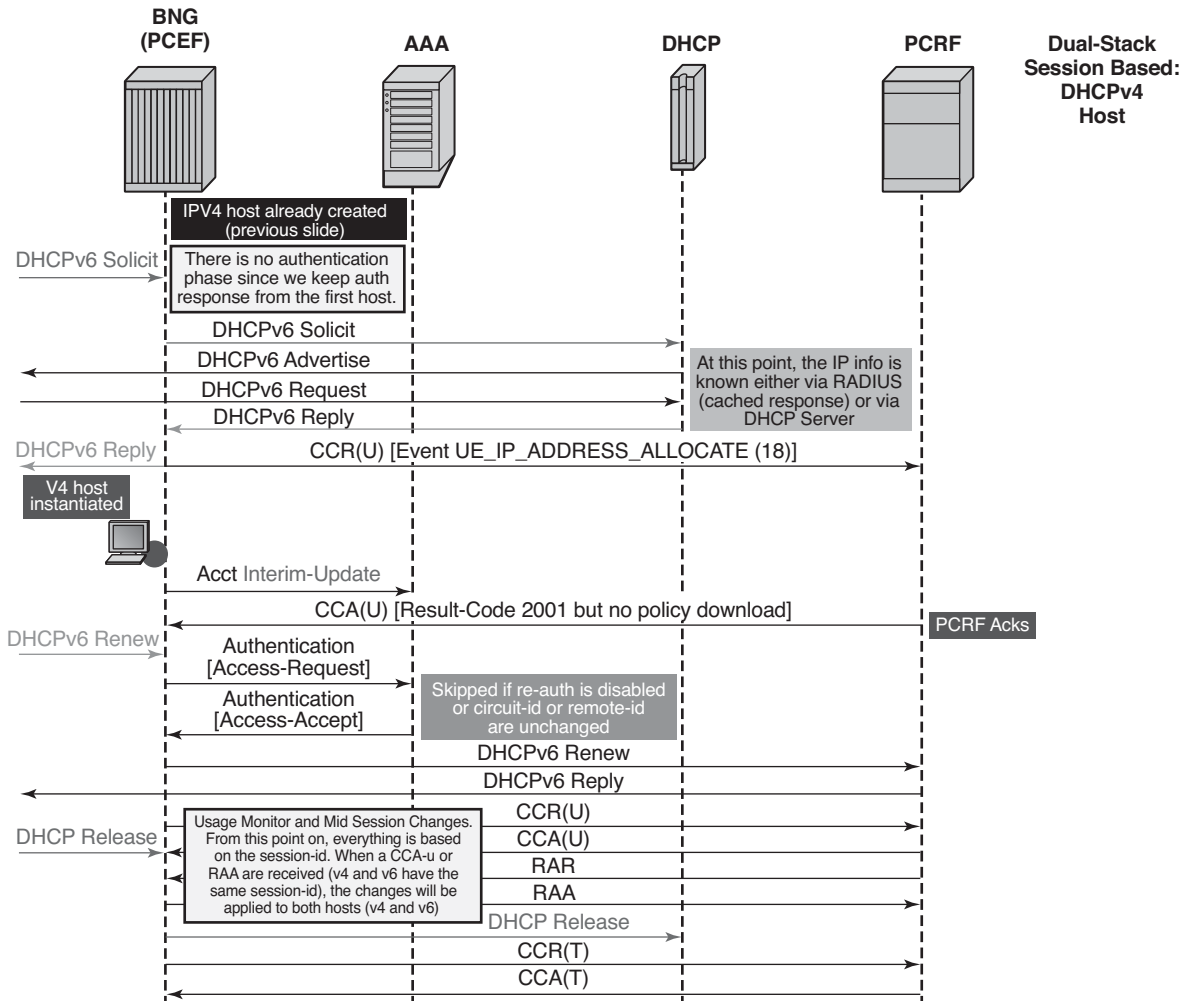 BNG
(PCEF)
AAA
DHCP
PCRF
Dual-Stack
Session Based:
DHCPv4
Host
IPV4 host already created
(previous slide)
DHCPv6 Solicit
There is no authentication
phase since we keep auth
response from the first host.
DHCPv6 Solicit
DHCPv6 Advertise
DHCPv6 Request
DHCPv6 Reply
At this point, the IP info is
known either via RADIUS
(cached response) or via
DHCP Server
DHCPv6 Reply
CCR(U) [Event UE_IP_ADDRESS_ALLOCATE (18)]
V4 host
instantiated
Acct Interim-Update
CCA(U) [Result-Code 2001 but no policy download]
PCRF Acks
DHCPv6 Renew
Authentication
[Access-Request]
Authentication
[Access-Accept]
Skipped if re-auth is disabled
or circuit-id or remote-id
are unchanged
DHCPv6 Renew
DHCPv6 Reply
CCR(U)
CCA(U)
RAR
RAA
DHCP Release
Usage Monitor and Mid Session Changes.
From this point on, everything is based
on the session-id. When a CCA-u or
RAA are received (v4 and v6 have the
same session-id), the changes will be
applied to both hosts (v4 and v6)
DHCP Release
CCR(T)
CCA(T)